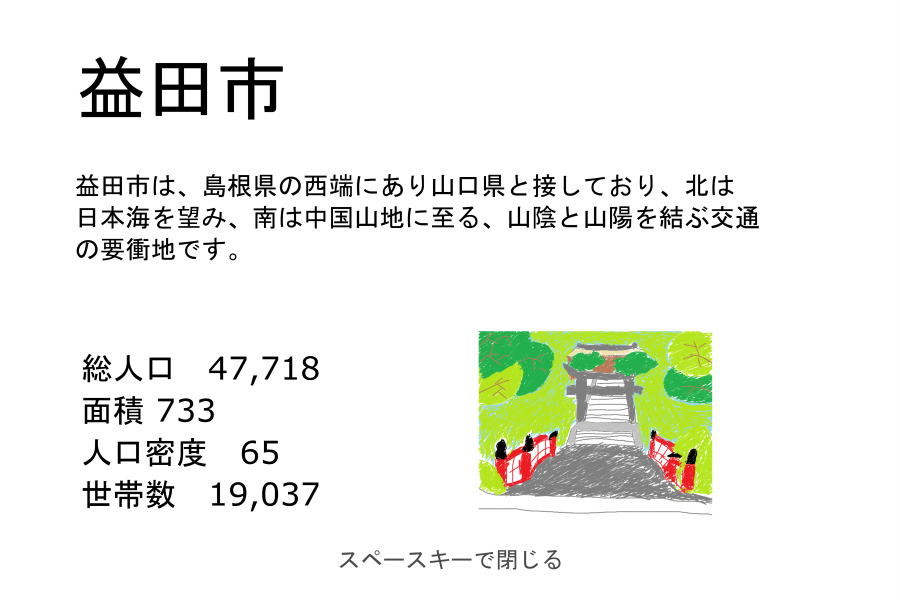 益田市
益田市は、島根県の西端にあり山口県と接しており、北は
日本海を望み、南は中国山地に至る、山陰と山陽を結ぶ交通
の要衝地です。
総人口　47,718
面積 733
人口密度　65
世帯数　19,037
スペースキーで閉じる